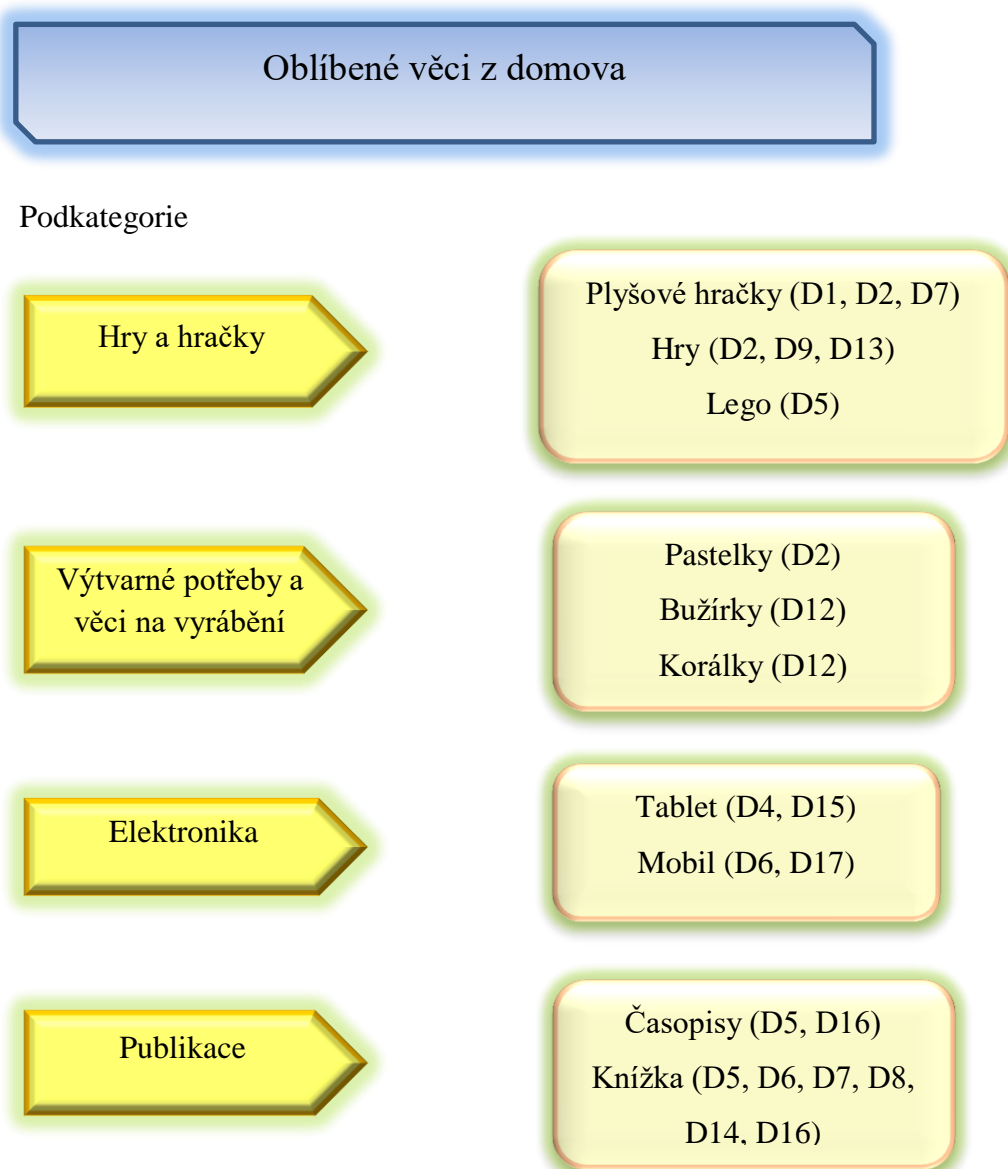 Oblíbené věci z domova
Podkategorie
Hry a hračky
Plyšové hračky (D1, D2, D7)
Hry (D2, D9, D13)
Lego (D5)
Výtvarné potřeby a
věci na vyrábění
Pastelky (D2)
Bužírky (D12)
Korálky (D12)
Elektronika
Tablet (D4, D15)
Mobil (D6, D17)
Publikace
Časopisy (D5, D16)
Knížka (D5, D6, D7, D8,
D14, D16)